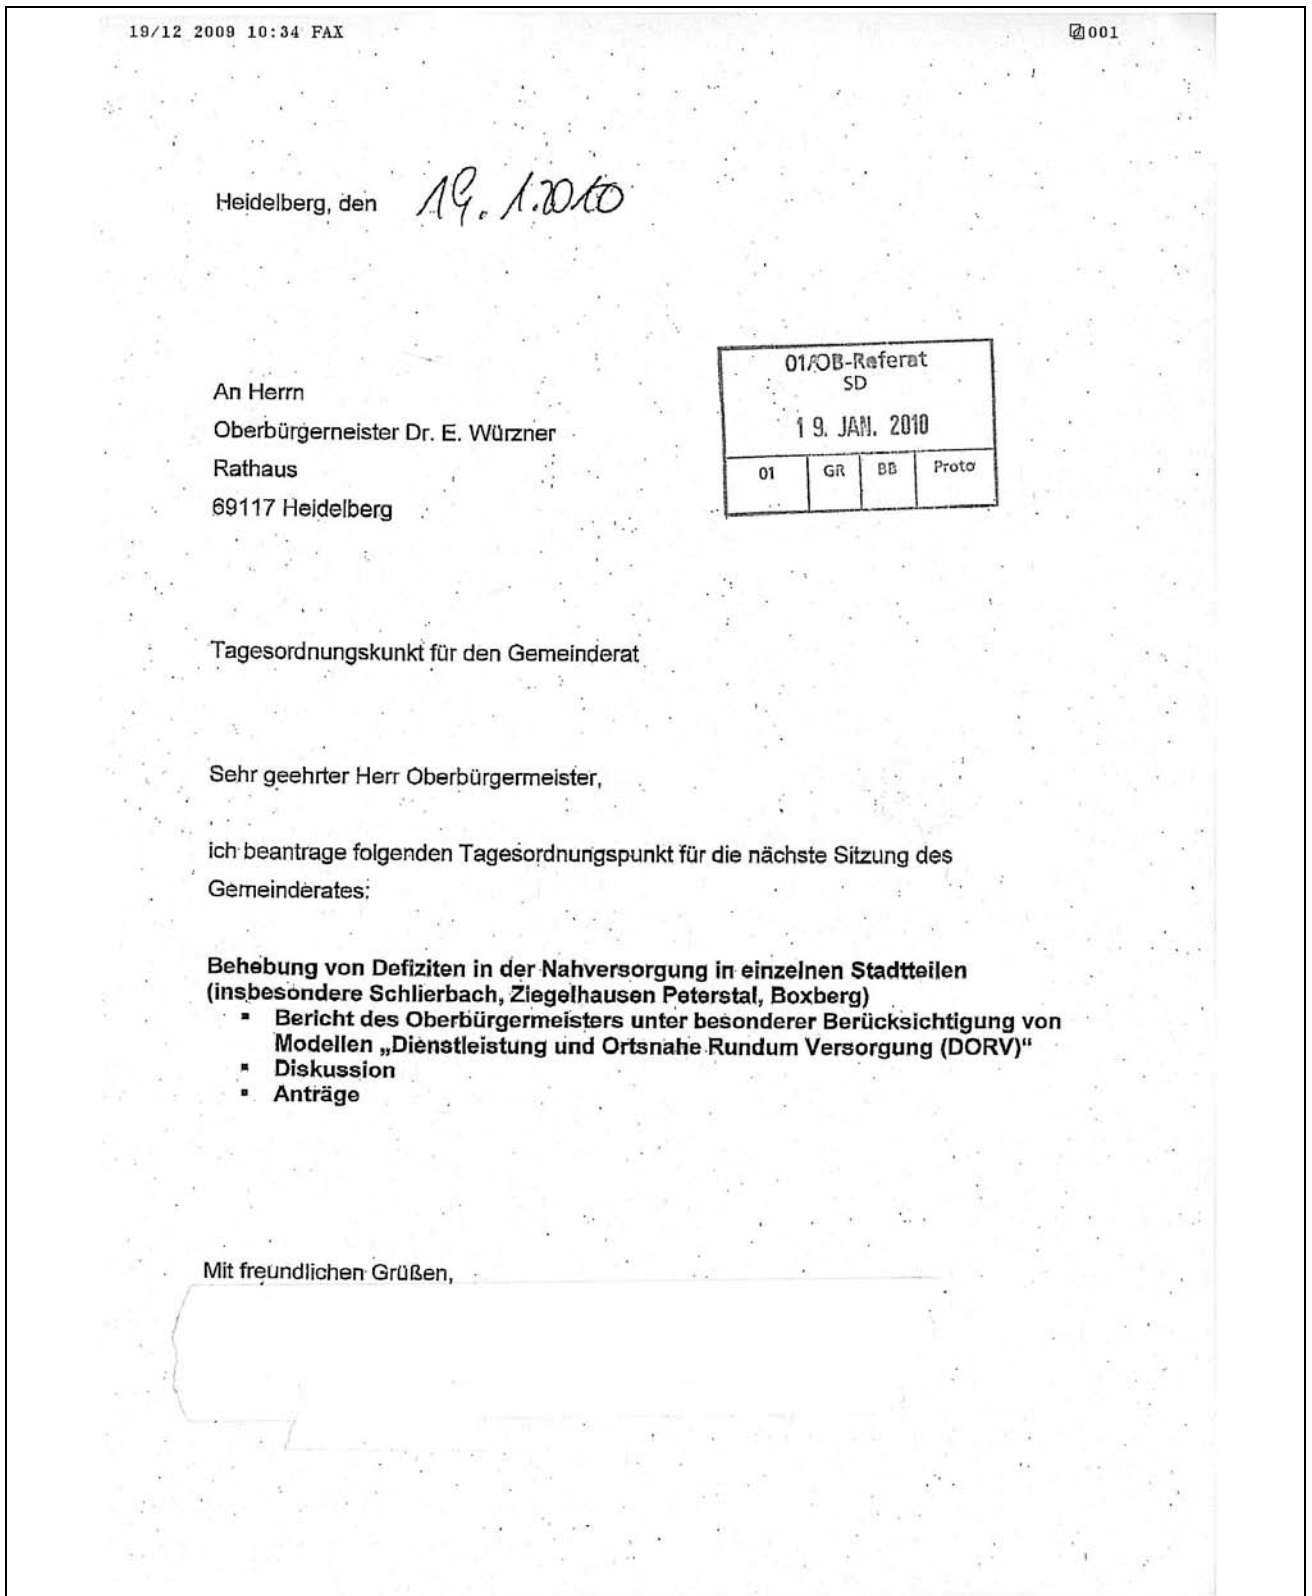 19/12 2009 10:34 FAX
001
Heidelberg, den 19.1.2010
01/OB-Referat
SD
19. JAN. 2010
01 GR BB Proto
An Herrn
Oberbürgerneister Dr. E. Würzner
Rathaus
69117 Heidelberg
Tagesordnungskunkt für den Gemeinderat
Sehr geehrter Herr Oberbürgermeister,
ich beantrage folgenden Tagesordnungspunkt für die nächste Sitzung des
Gemeinderates:
Behebung von Defiziten in der Nahversorgung in einzelnen Stadtteilen
(insbesondere Schlierbach, Ziegelhausen Peterstal, Boxberg)
▪ Bericht des Oberbürgermeisters unter besonderer Berücksichtigung von
Modellen „Dienstleistung und Ortsnahe Rundum Versorgung (DORV)“
▪ Diskussion
▪ Anträge
Mit freundlichen Grüßen,